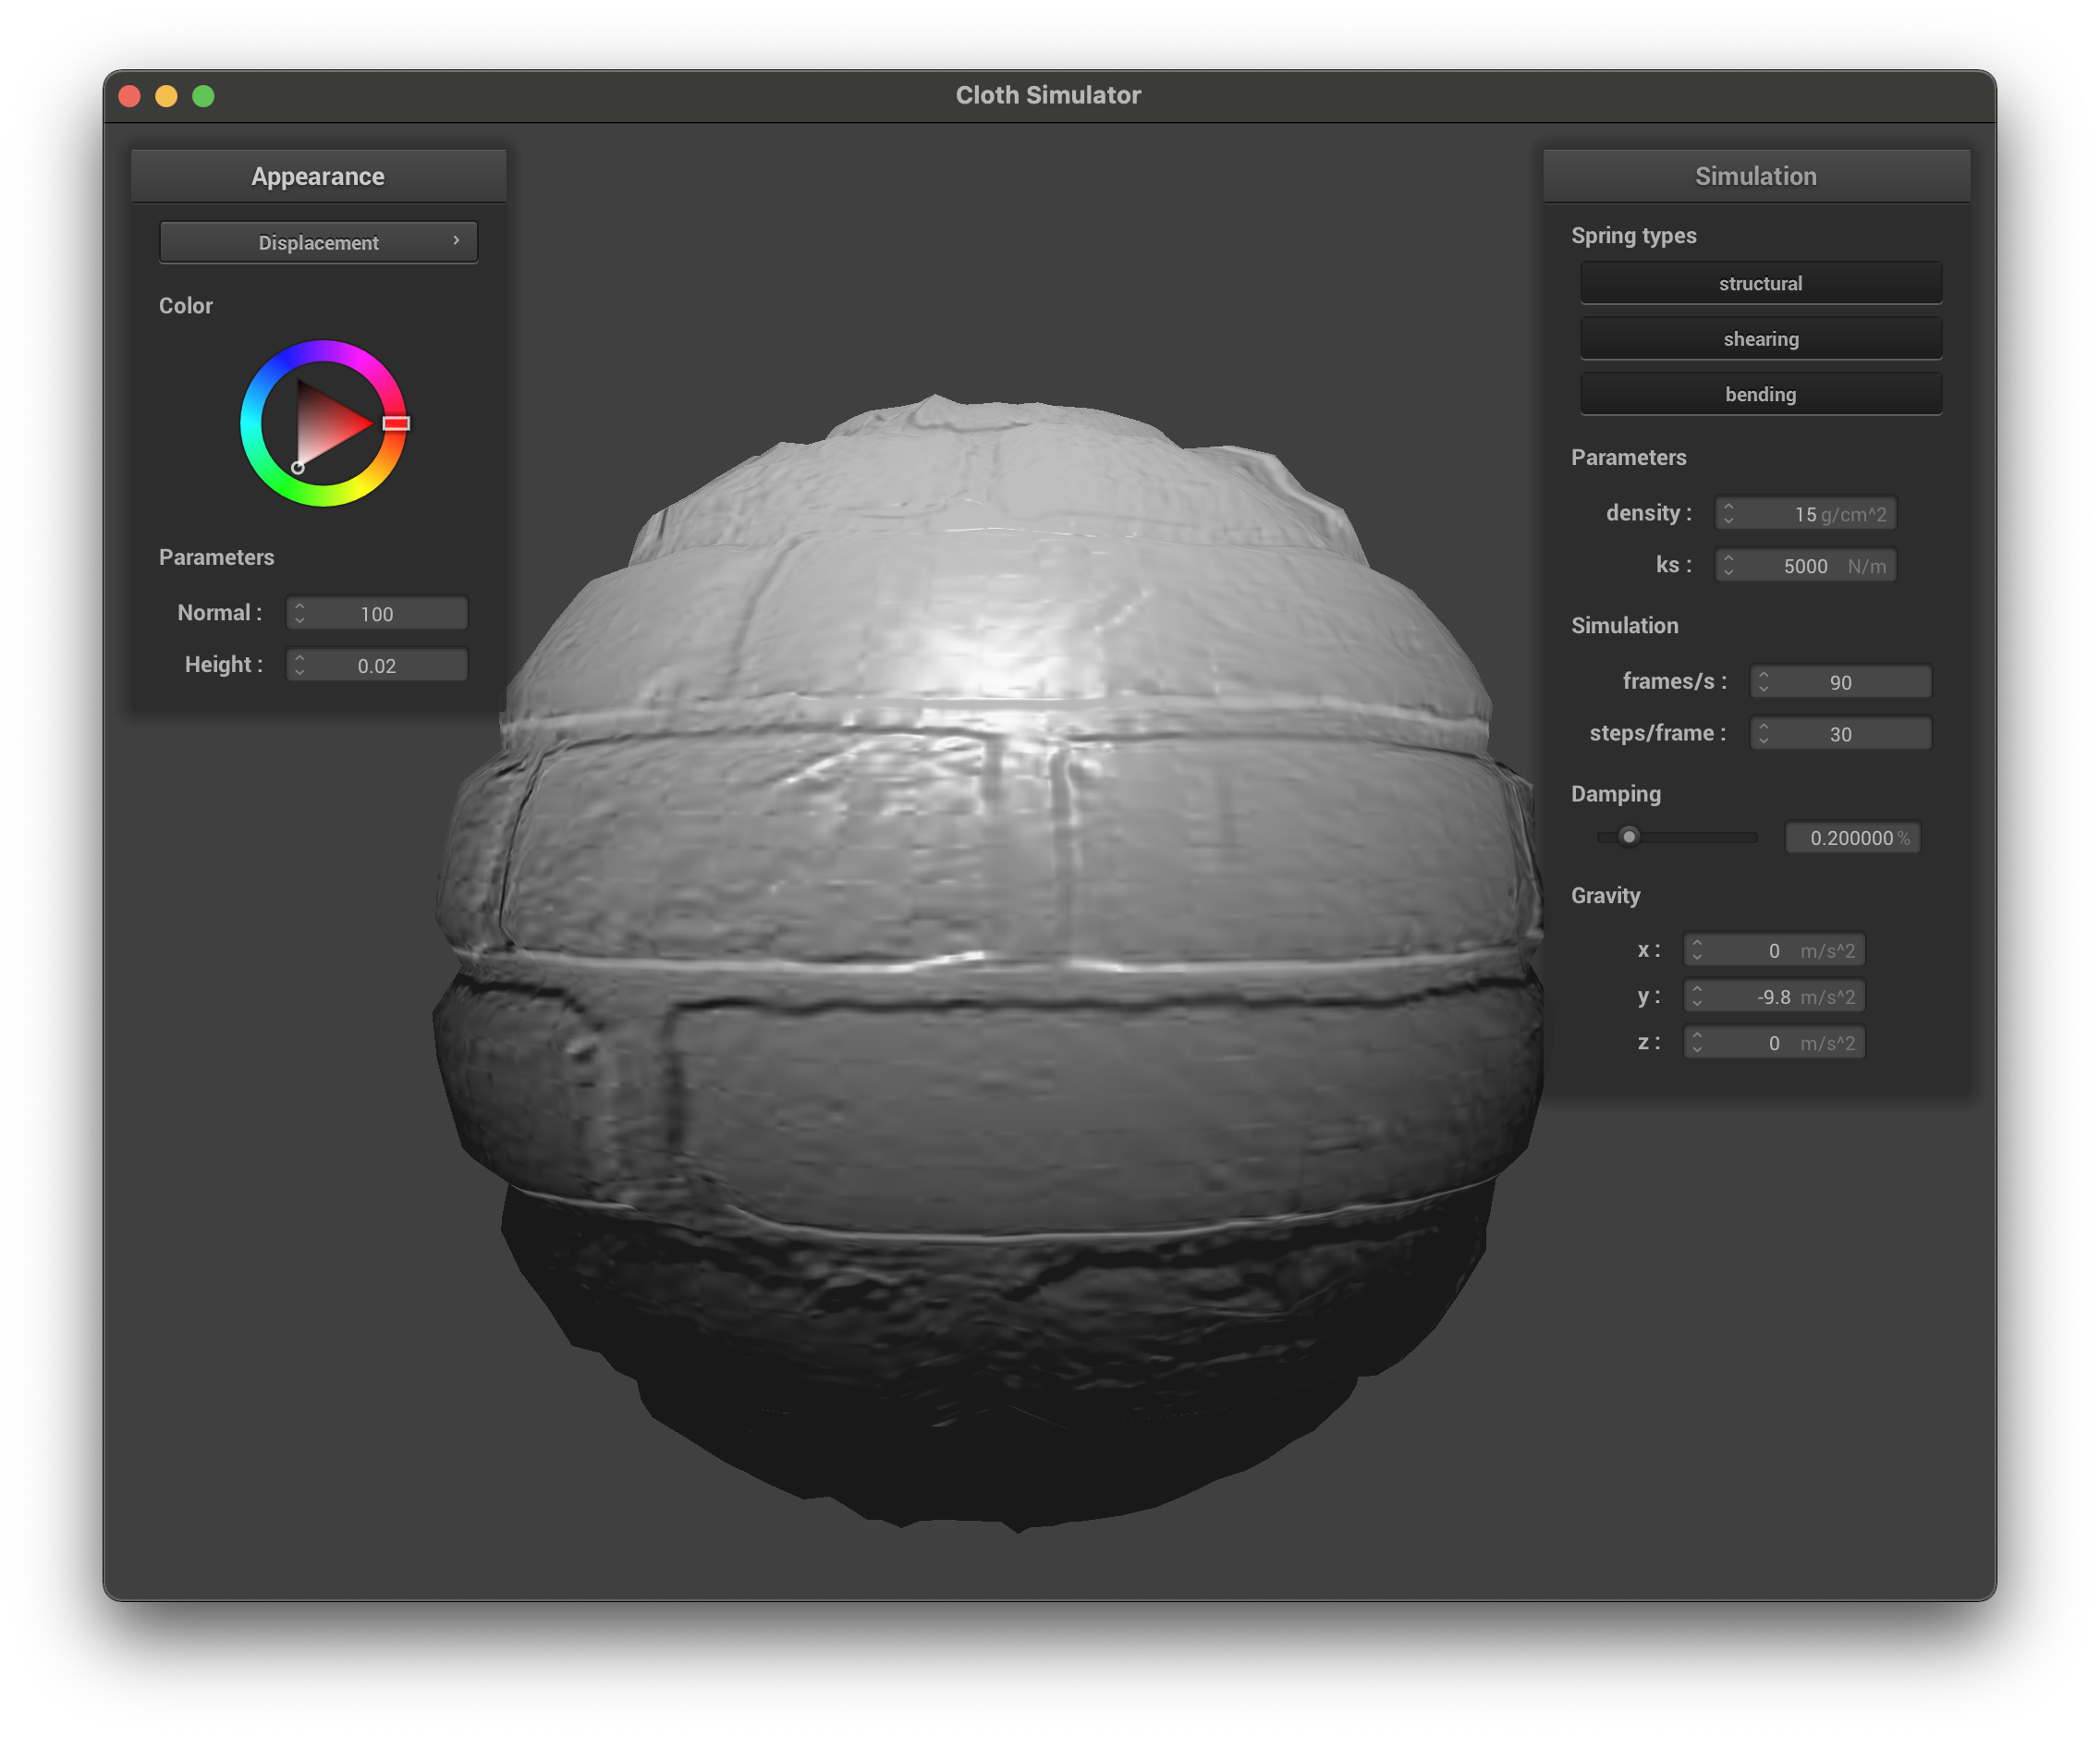 Cloth Simulator
Appearance
Displacement
Color
Parameters
Normal : 100
Height : 0.02
Simulation
Spring types
structural
shearing
bending
Parameters
density : 15 g/cm^2
ks : 5000 N/m
Simulation
frames/s : 90
steps/frame : 30
Damping
0.200000 %
Gravity
x : 0 m/s^2
y : -9.8 m/s^2
z : 0 m/s^2